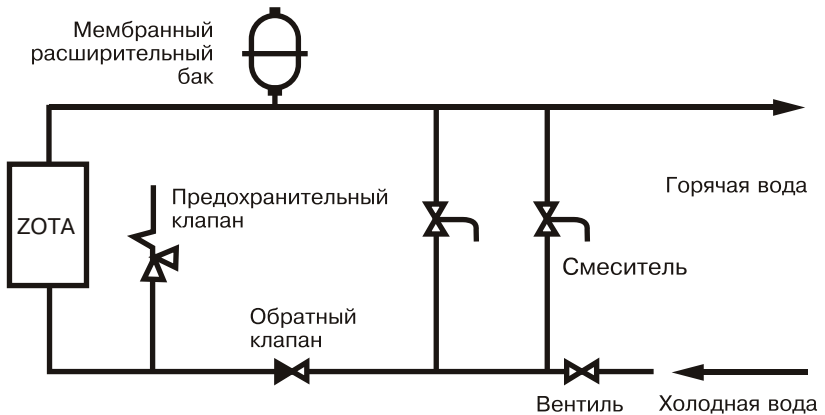 Мембранный
расширительный
бак
ZOTA
Предохранительный
клапан
Горячая вода
Смеситель
Обратный
клапан
Вентиль
Холодная вода